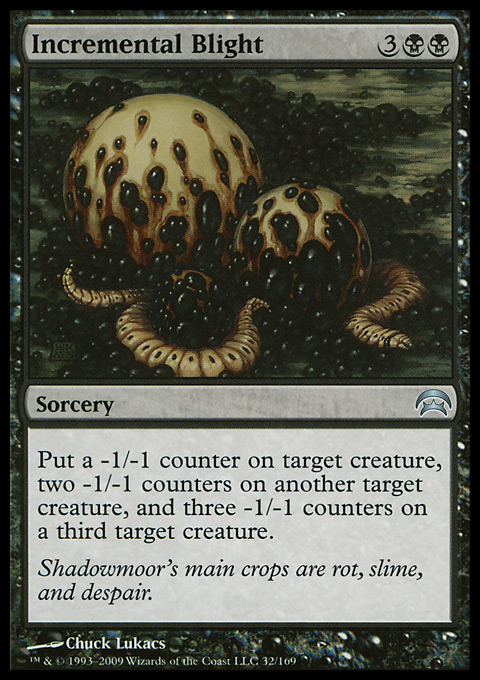 Incremental Blight 3
Sorcery
Put a -1/-1 counter on target creature,
two -1/-1 counters on another target
creature, and three -1/-1 counters on
a third target creature.
Shadowmoor's main crops are rot, slime,
and despair.
Chuck Lukacs
™ & © 1993–2009 Wizards of the Coast LLC 32/169